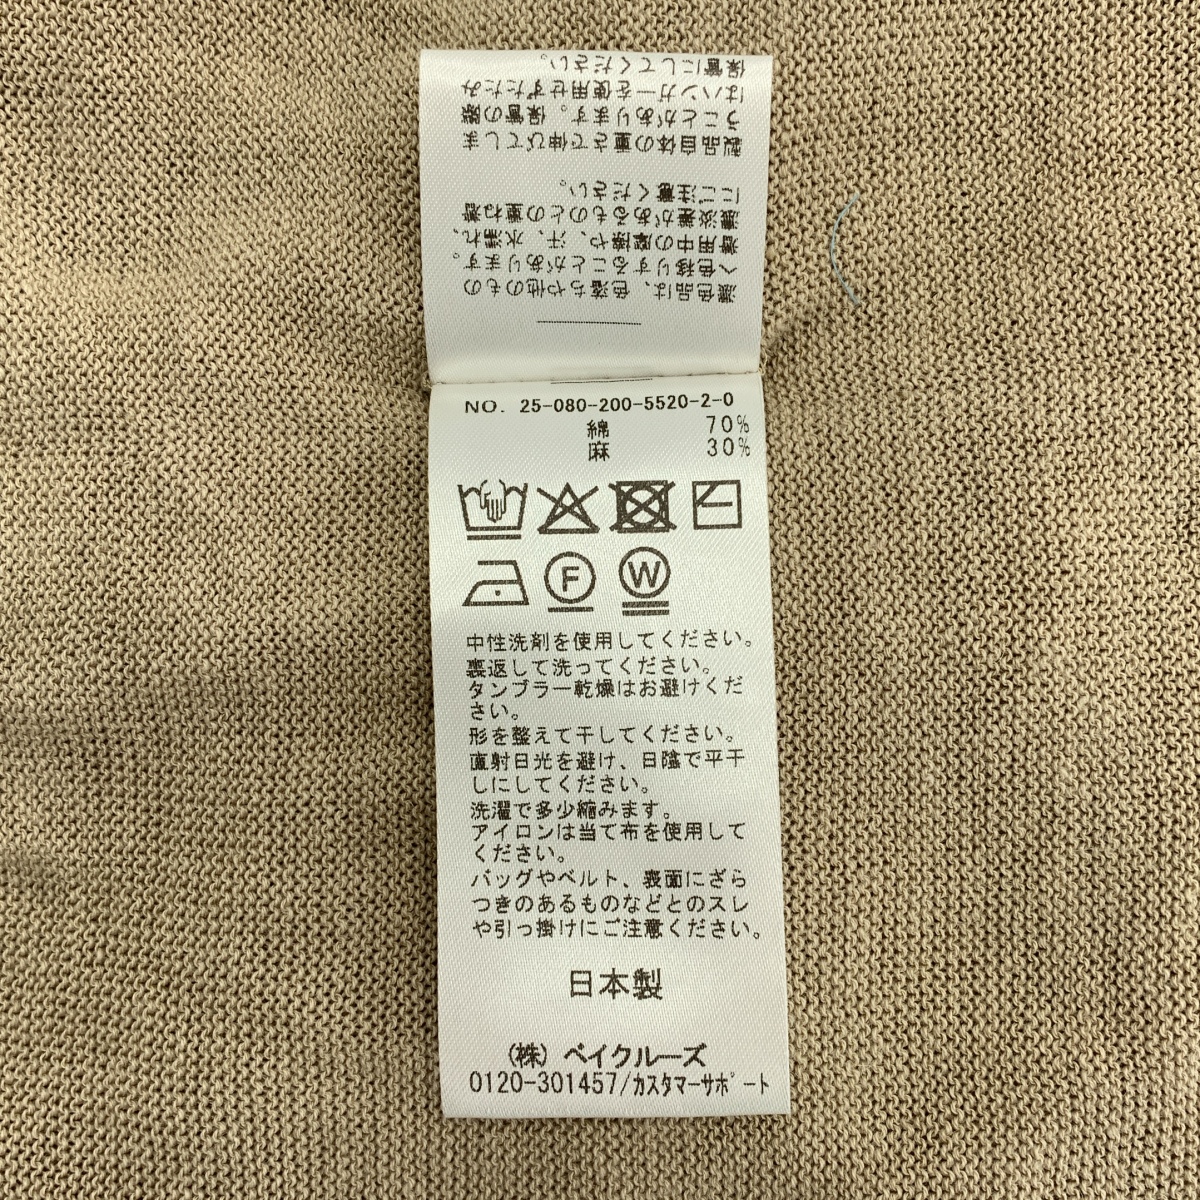 濃色品は、色落ちや他のもの
へ色移りすることがあります。
着用中の摩擦や、汗、水濡れ、
濃淡差があるものとの重ね着
にご注意ください。
製品自体の重さで伸びてしま
うことがあります。保管の際
はハンガーを使用せずたたみ
保管にしてください。
NO. 25-080-200-5520-2-0
綿 70%
麻 30%
F W
中性洗剤を使用してください。
裏返して洗ってください。
タンブラー乾燥はお避けくだ
さい。
形を整えて干してください。
直射日光を避け、日陰で平干
しにしてください。
洗濯で多少縮みます。
アイロンは当て布を使用して
ください。
バッグやベルト、表面にざら
つきのあるものなどとのスレ
や引っ掛けにご注意ください。
日本製
(株) ベイクルーズ
0120-301457/カスタマーサポート